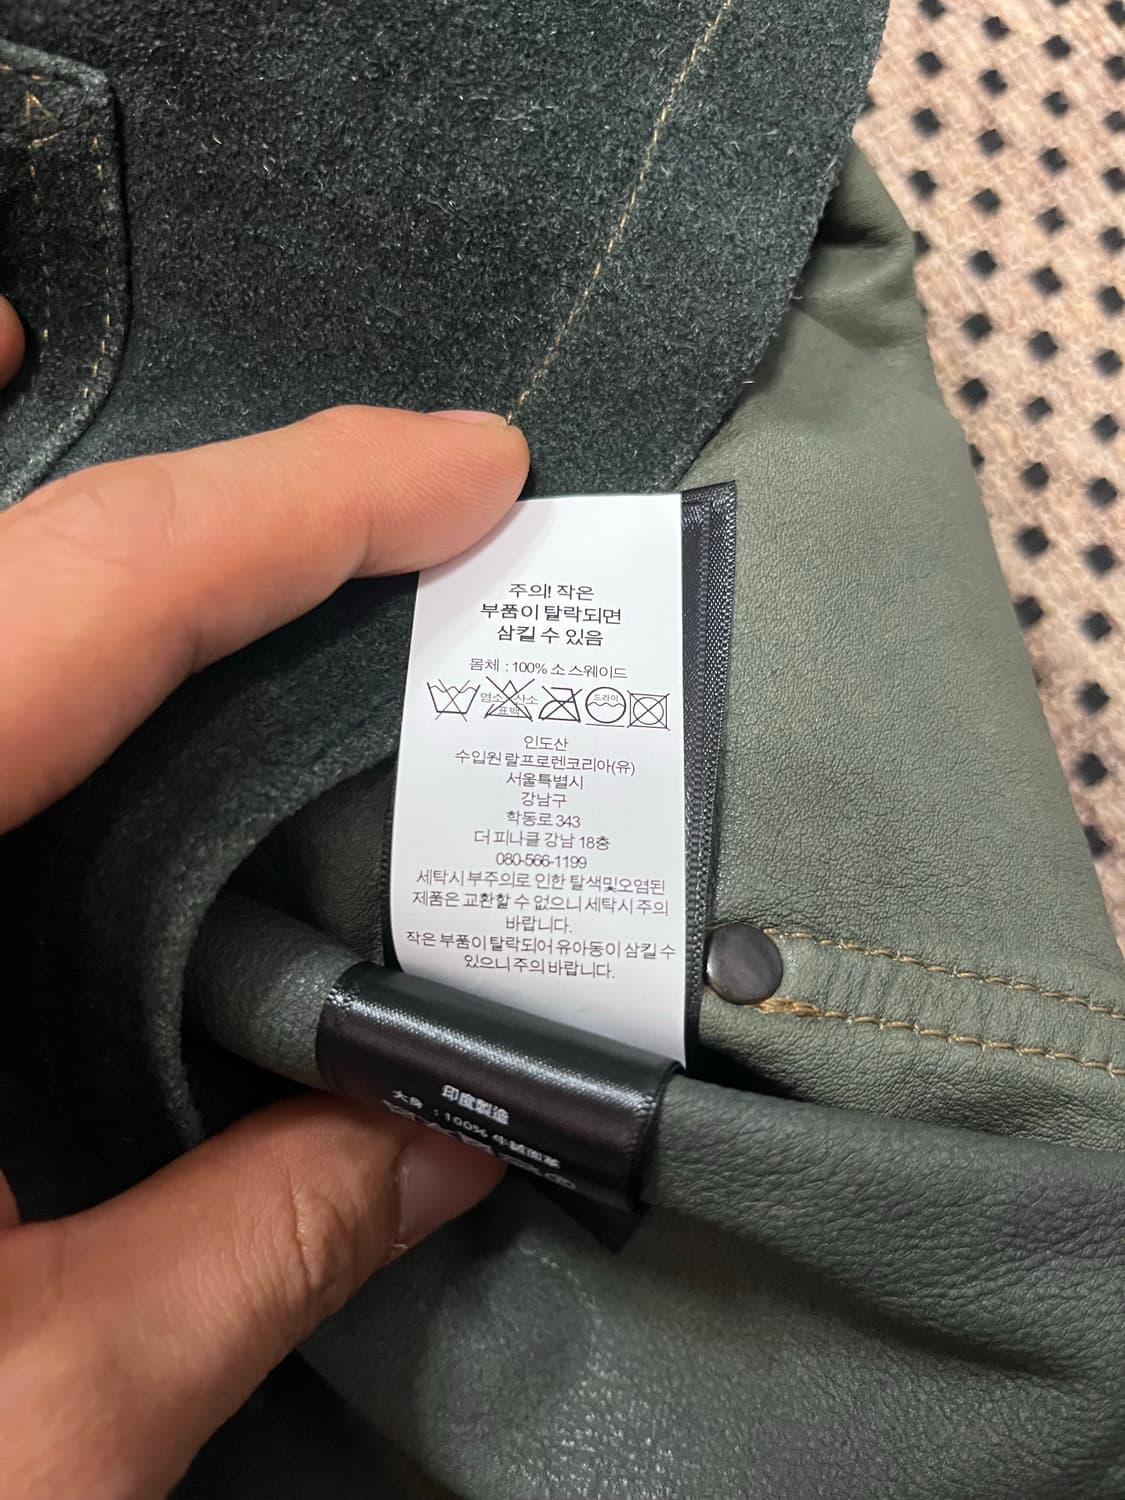 주의! 작은
부품이 탈락되면
삼킬 수 있음
몸체 : 100% 소 스웨이드
염소 산소
표백
드라이
인도산
수입원 랄프로렌코리아(유)
서울특별시
강남구
학동로 343
더 피나클 강남 18층
080-566-1199
세탁시 부주의로 인한 탈색및오염된
제품은 교환할 수 없으니 세탁시 주의
바랍니다.
작은 부품이 탈락되어 유아동이 삼킬 수
있으니 주의 바랍니다.
印度製造
大身 : 100% 牛絨面革